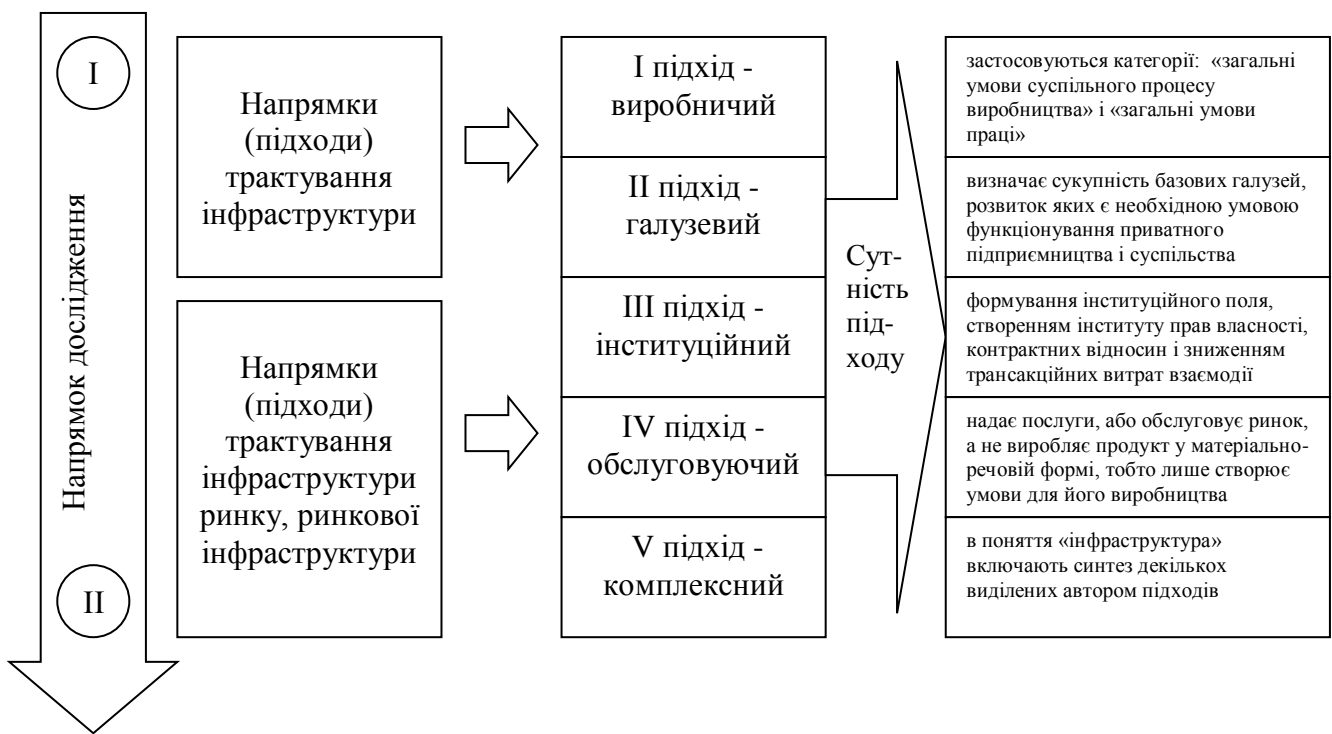 Напрямок дослідження
I
II
Напрямки
(підходи)
трактування
інфраструктури
Напрямки
(підходи)
трактування
інфраструктури
ринку, ринкової
інфраструктури
I підхід -
виробничий
II підхід -
галузевий
III підхід -
інституційний
IV підхід -
обслуговуючий
V підхід -
комплексний
Сут-
ність
під-
ходу
застосовуються категорії: «загальні
умови суспільного процесу
виробництва» і «загальні умови
праці»
визначає сукупність базових галузей,
розвиток яких є необхідною умовою
функціонування приватного
підприємництва і суспільства
формування інституційного поля,
створенням інституту прав власності,
контрактних відносин і зниженням
трансакційних витрат взаємодії
надає послуги, або обслуговує ринок,
а не виробляє продукт у матеріально-
речовій формі, тобто лише створює
умови для його виробництва
в поняття «інфраструктура»
включають синтез декількох
виділених автором підходів